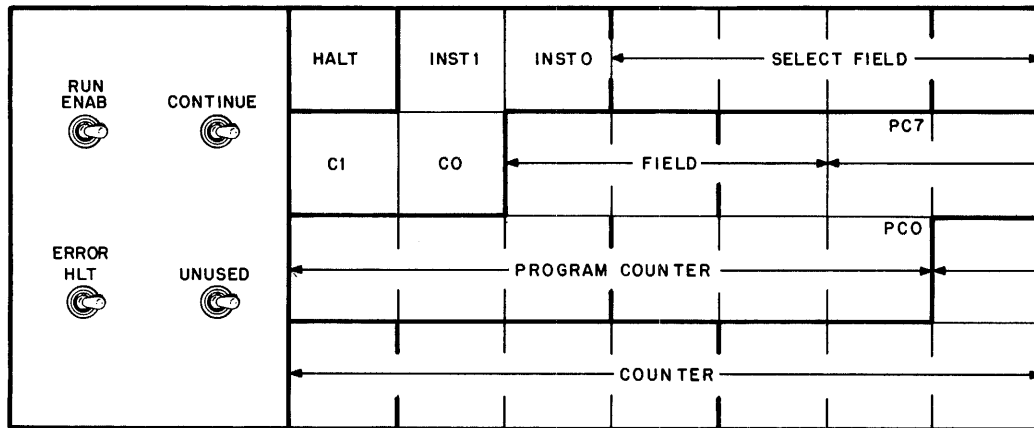 RUN
ENAB
CONTINUE
ERROR
HLT
UNUSED
HALT
INST1
INST0
SELECT FIELD
C1
C0
FIELD
PC7
PROGRAM COUNTER
PC0
COUNTER